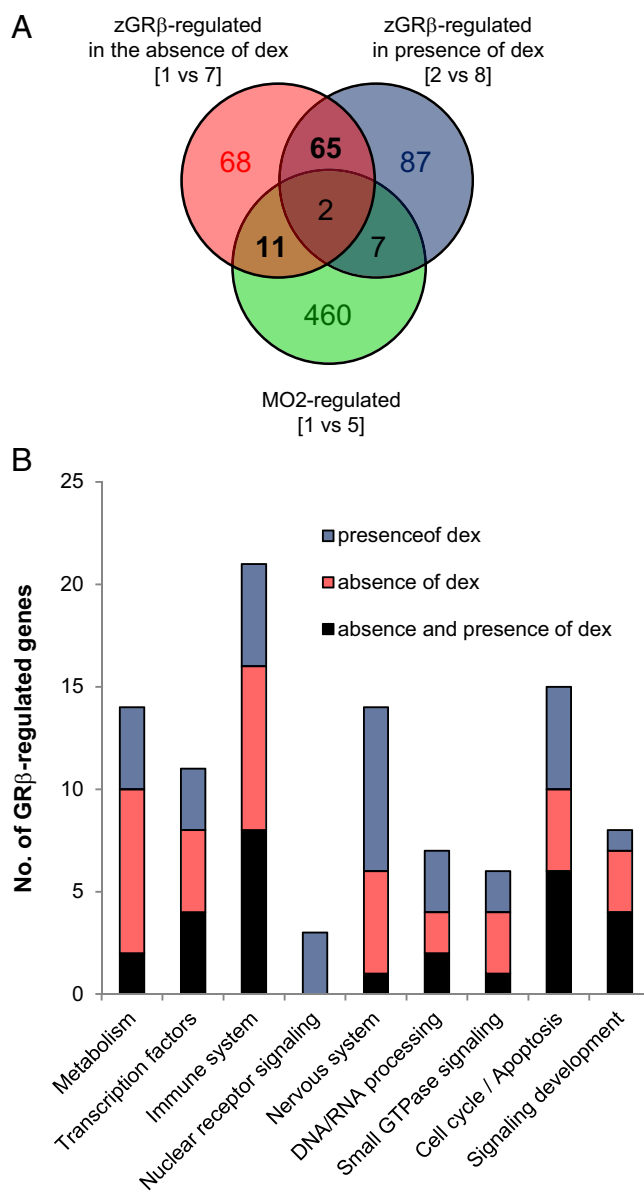 A
zGRβ-regulated
in the absence of dex
[1 vs 7]
zGRβ-regulated
in presence of dex
[2 vs 8]
68
65
87
2
11
7
460
MO2-regulated
[1 vs 5]
B
No. of GRβ-regulated genes
25
20
15
10
5
0
presenceof dex
absence of dex
absence and presence of dex
Metabolism
Transcription factors
Immune system
Nuclear receptor signaling
Nervous system
DNA/RNA processing
Small GTPase signaling
Cell cycle / Apoptosis
Signaling development